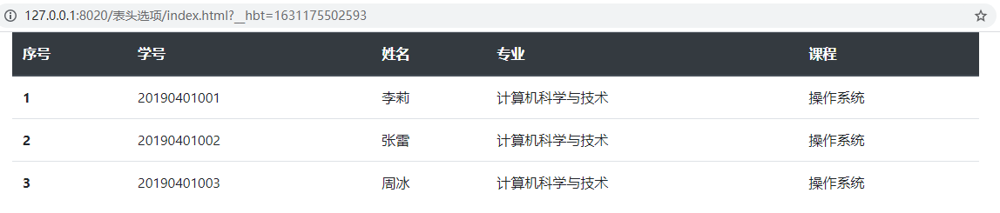 127.0.0.1:8020/表头选项/index.html?__hbt=1631175502593
序号 学号 姓名 专业 课程
1 20190401001 李莉 计算机科学与技术 操作系统
2 20190401002 张雷 计算机科学与技术 操作系统
3 20190401003 周冰 计算机科学与技术 操作系统